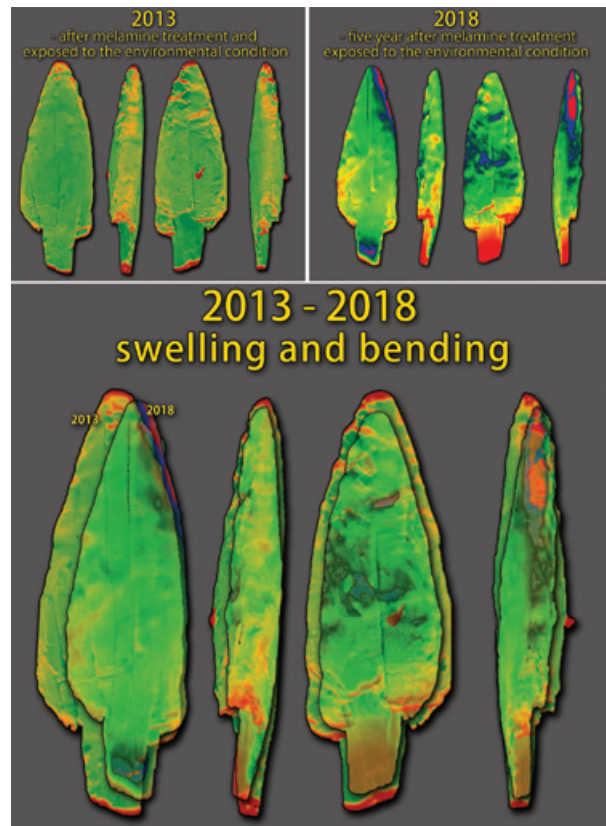 2013
- after melamine treatment and
exposed to the environmental condition
2018
-five year after melamine treatment
exposed to the environmental condition
2013 - 2018
swelling and bending
2013
2018